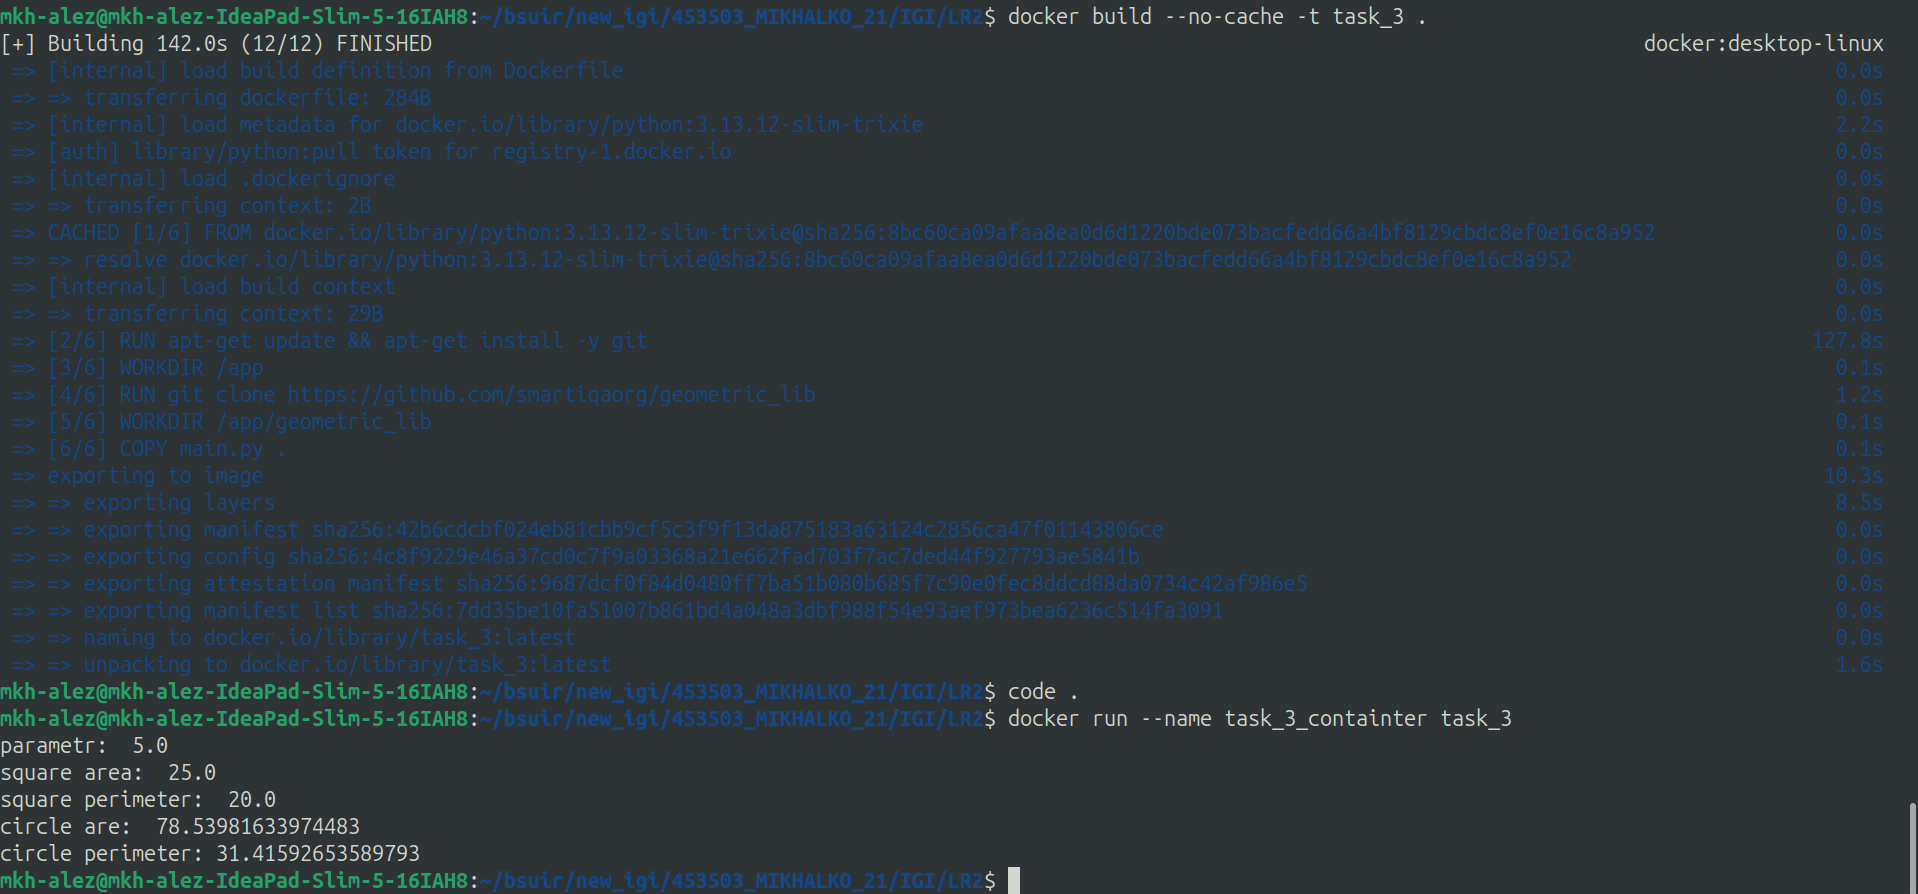 mkh-alez@mkh-alez-IdeaPad-Slim-5-16IAH8:~/bsuir/new_igi/453503_MIKHALKO_21/IGI/LR2$ docker build --no-cache -t task_3 .
[+] Building 142.0s (12/12) FINISHED docker:desktop-linux
=> [internal] load build definition from Dockerfile 0.0s
=> => transferring dockerfile: 284B 0.0s
=> [internal] load metadata for docker.io/library/python:3.13.12-slim-trixie 2.2s
=> [auth] library/python:pull token for registry-1.docker.io 0.0s
=> [internal] load .dockerignore 0.0s
=> => transferring context: 2B 0.0s
=> CACHED [1/6] FROM docker.io/library/python:3.13.12-slim-trixie@sha256:8bc60ca09afaa8ea0d6d1220bde073bacfedd66a4bf8129cbdc8ef0e16c8a952 0.0s
=> => resolve docker.io/library/python:3.13.12-slim-trixie@sha256:8bc60ca09afaa8ea0d6d1220bde073bacfedd66a4bf8129cbdc8ef0e16c8a952 0.0s
=> [internal] load build context 0.0s
=> => transferring context: 29B 0.0s
=> [2/6] RUN apt-get update && apt-get install -y git 127.8s
=> [3/6] WORKDIR /app 0.1s
=> [4/6] RUN git clone https://github.com/smartiqaorg/geometric_lib 1.2s
=> [5/6] WORKDIR /app/geometric_lib 0.1s
=> [6/6] COPY main.py . 0.1s
=> exporting to image 10.3s
=> => exporting layers 8.5s
=> => exporting manifest sha256:42b6cdcbf024eb81cbb9cf5c3f9f13da875183a63124c2856ca47f01143806ce 0.0s
=> => exporting config sha256:4c8f9229e46a37cd0c7f9a03368a21e662fad703f7ac7ded44f927793ae5841b 0.0s
=> => exporting attestation manifest sha256:9687dcf0f84d0480ff7ba51b080b685f7c90e0fec8ddcd88da0734c42af986e5 0.0s
=> => exporting manifest list sha256:7dd35be10fa51007b861bd4a048a3dbf988f54e93aef973bea6236c514fa3091 0.0s
=> => naming to docker.io/library/task_3:latest 0.0s
=> => unpacking to docker.io/library/task_3:latest 1.6s
mkh-alez@mkh-alez-IdeaPad-Slim-5-16IAH8:~/bsuir/new_igi/453503_MIKHALKO_21/IGI/LR2$ code .
mkh-alez@mkh-alez-IdeaPad-Slim-5-16IAH8:~/bsuir/new_igi/453503_MIKHALKO_21/IGI/LR2$ docker run --name task_3_containter task_3
parametr:  5.0
square area:  25.0
square perimeter:  20.0
circle are:  78.53981633974483
circle perimeter: 31.41592653589793
mkh-alez@mkh-alez-IdeaPad-Slim-5-16IAH8:~/bsuir/new_igi/453503_MIKHALKO_21/IGI/LR2$